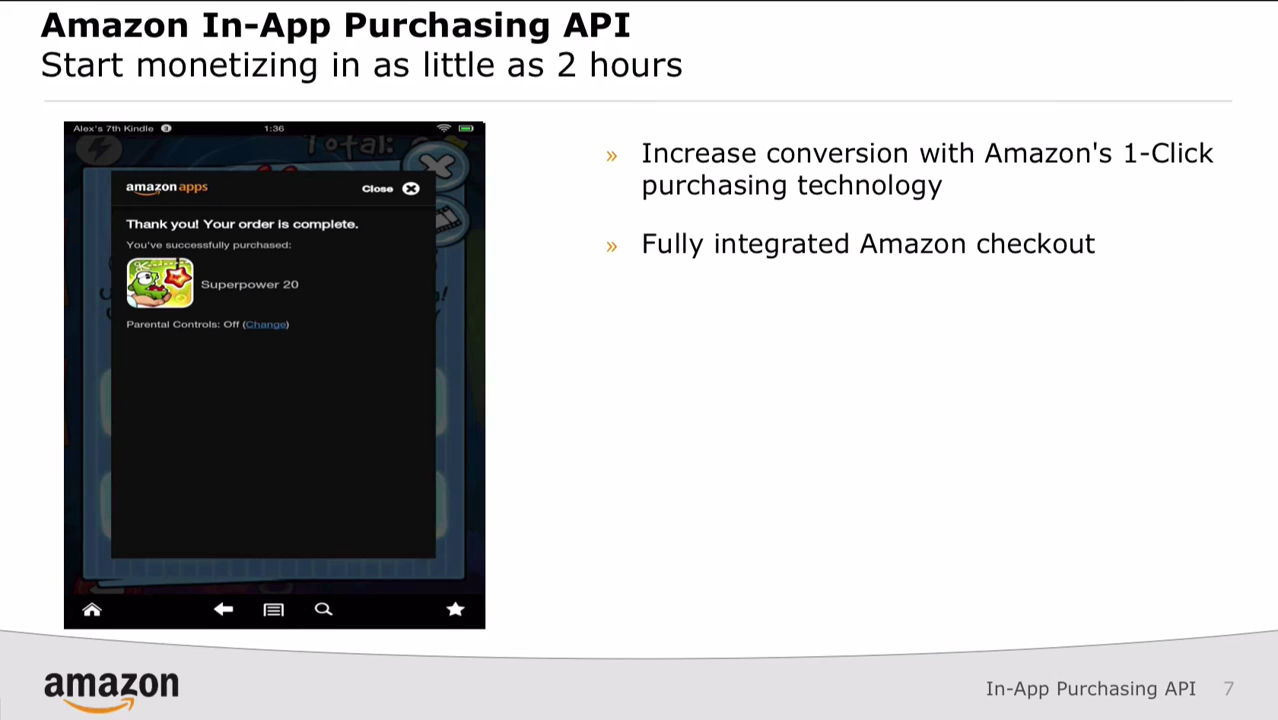 Amazon In-App Purchasing API
Start monetizing in as little as 2 hours
Alex's 7th Kindle 3
1:36
Total:
amazon apps
Close
Thank you! Your order is complete.
You've successfully purchased:
Superpower 20
Parental Controls: Off (Change)
» Increase conversion with Amazon's 1-Click
purchasing technology
» Fully integrated Amazon checkout
amazon
In-App Purchasing API 7